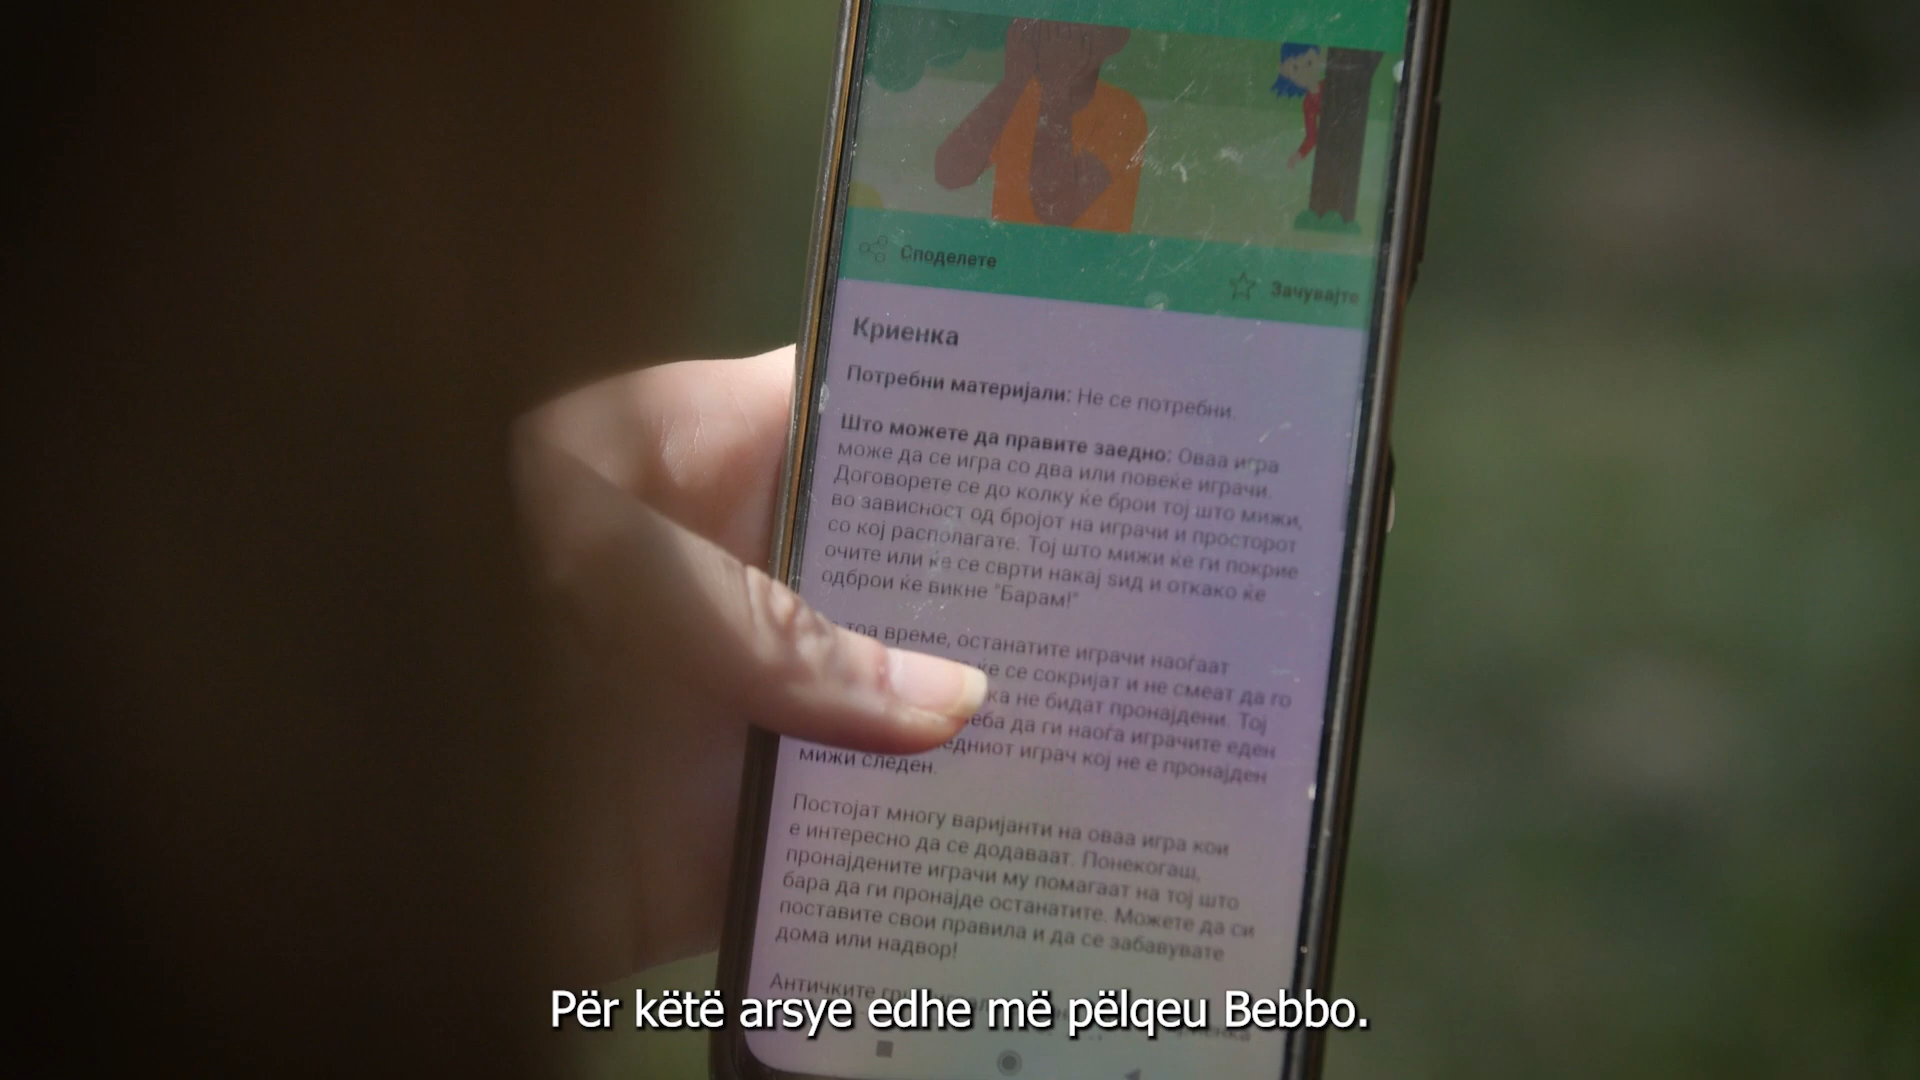 Споделете
Зачувајте
Криенка
Потребни материјали: Не се потребни.
Што можете да правите заедно: Оваа игра
може да се игра со два или повеќе играчи.
Договорете се до колку ќе брои тој што мижи,
во зависност од бројот на играчи и просторот
со кој располагате. Тој што мижи ќе ги покрие
очите или ќе се сврти накај ѕид и откако ќе
одброи ќе викне "Барам!"
тоа време, останатите играчи наоѓаат
ќе се сокријат и не смеат да го
не бидат пронајдени. Тој
да ги наоѓа играчите еден
играч кој не е пронајден
мижи следен.
Постојат многу варијанти на оваа игра кои
е интересно да се додаваат. Понекогаш,
пронајдените играчи му помагаат на тој што
бара да ги пронајде останатите. Можете да си
поставите свои правила и да се забавувате
дома или надвор!
Античките
Për këtë arsye edhe më pëlqeu Bebbo.